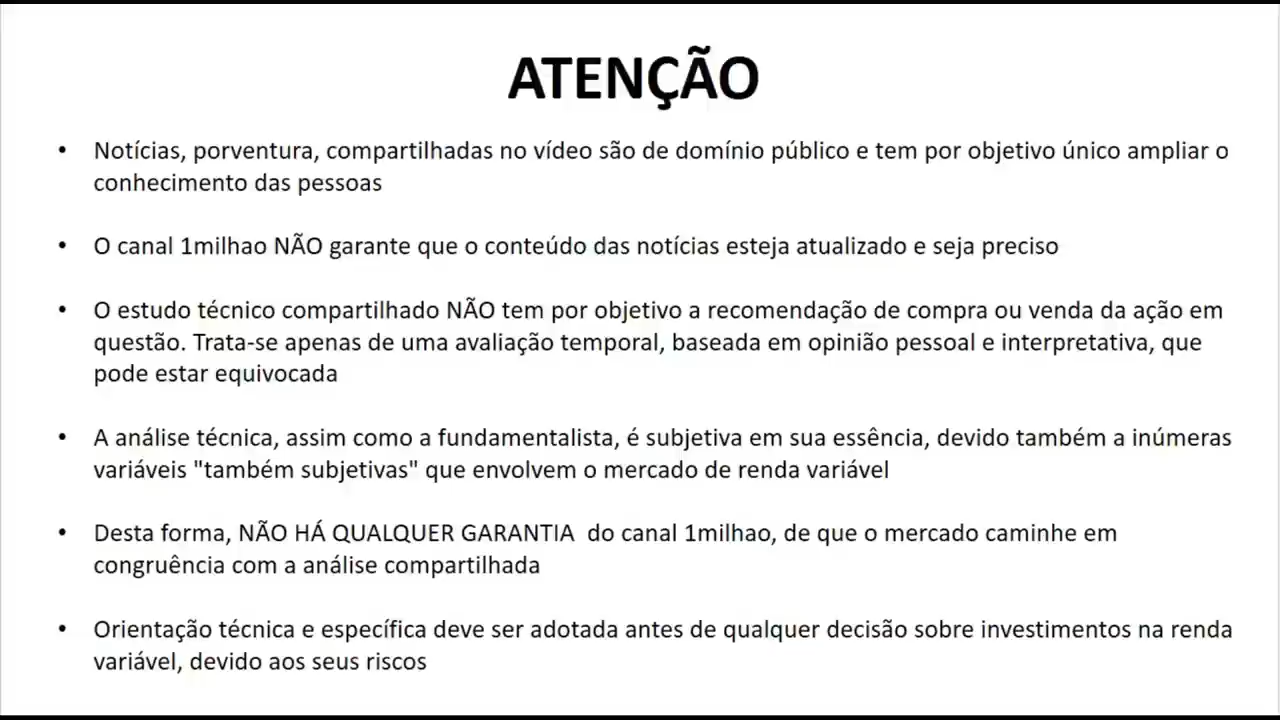 ATENÇÃO
• Notícias, porventura, compartilhadas no vídeo são de domínio público e tem por objetivo único ampliar o
conhecimento das pessoas
• O canal 1milhao NÃO garante que o conteúdo das notícias esteja atualizado e seja preciso
• O estudo técnico compartilhado NÃO tem por objetivo a recomendação de compra ou venda da ação em
questão. Trata-se apenas de uma avaliação temporal, baseada em opinião pessoal e interpretativa, que
pode estar equivocada
• A análise técnica, assim como a fundamentalista, é subjetiva em sua essência, devido também a inúmeras
variáveis "também subjetivas" que envolvem o mercado de renda variável
• Desta forma, NÃO HÁ QUALQUER GARANTIA  do canal 1milhao, de que o mercado caminhe em
congruência com a análise compartilhada
• Orientação técnica e específica deve ser adotada antes de qualquer decisão sobre investimentos na renda
variável, devido aos seus riscos